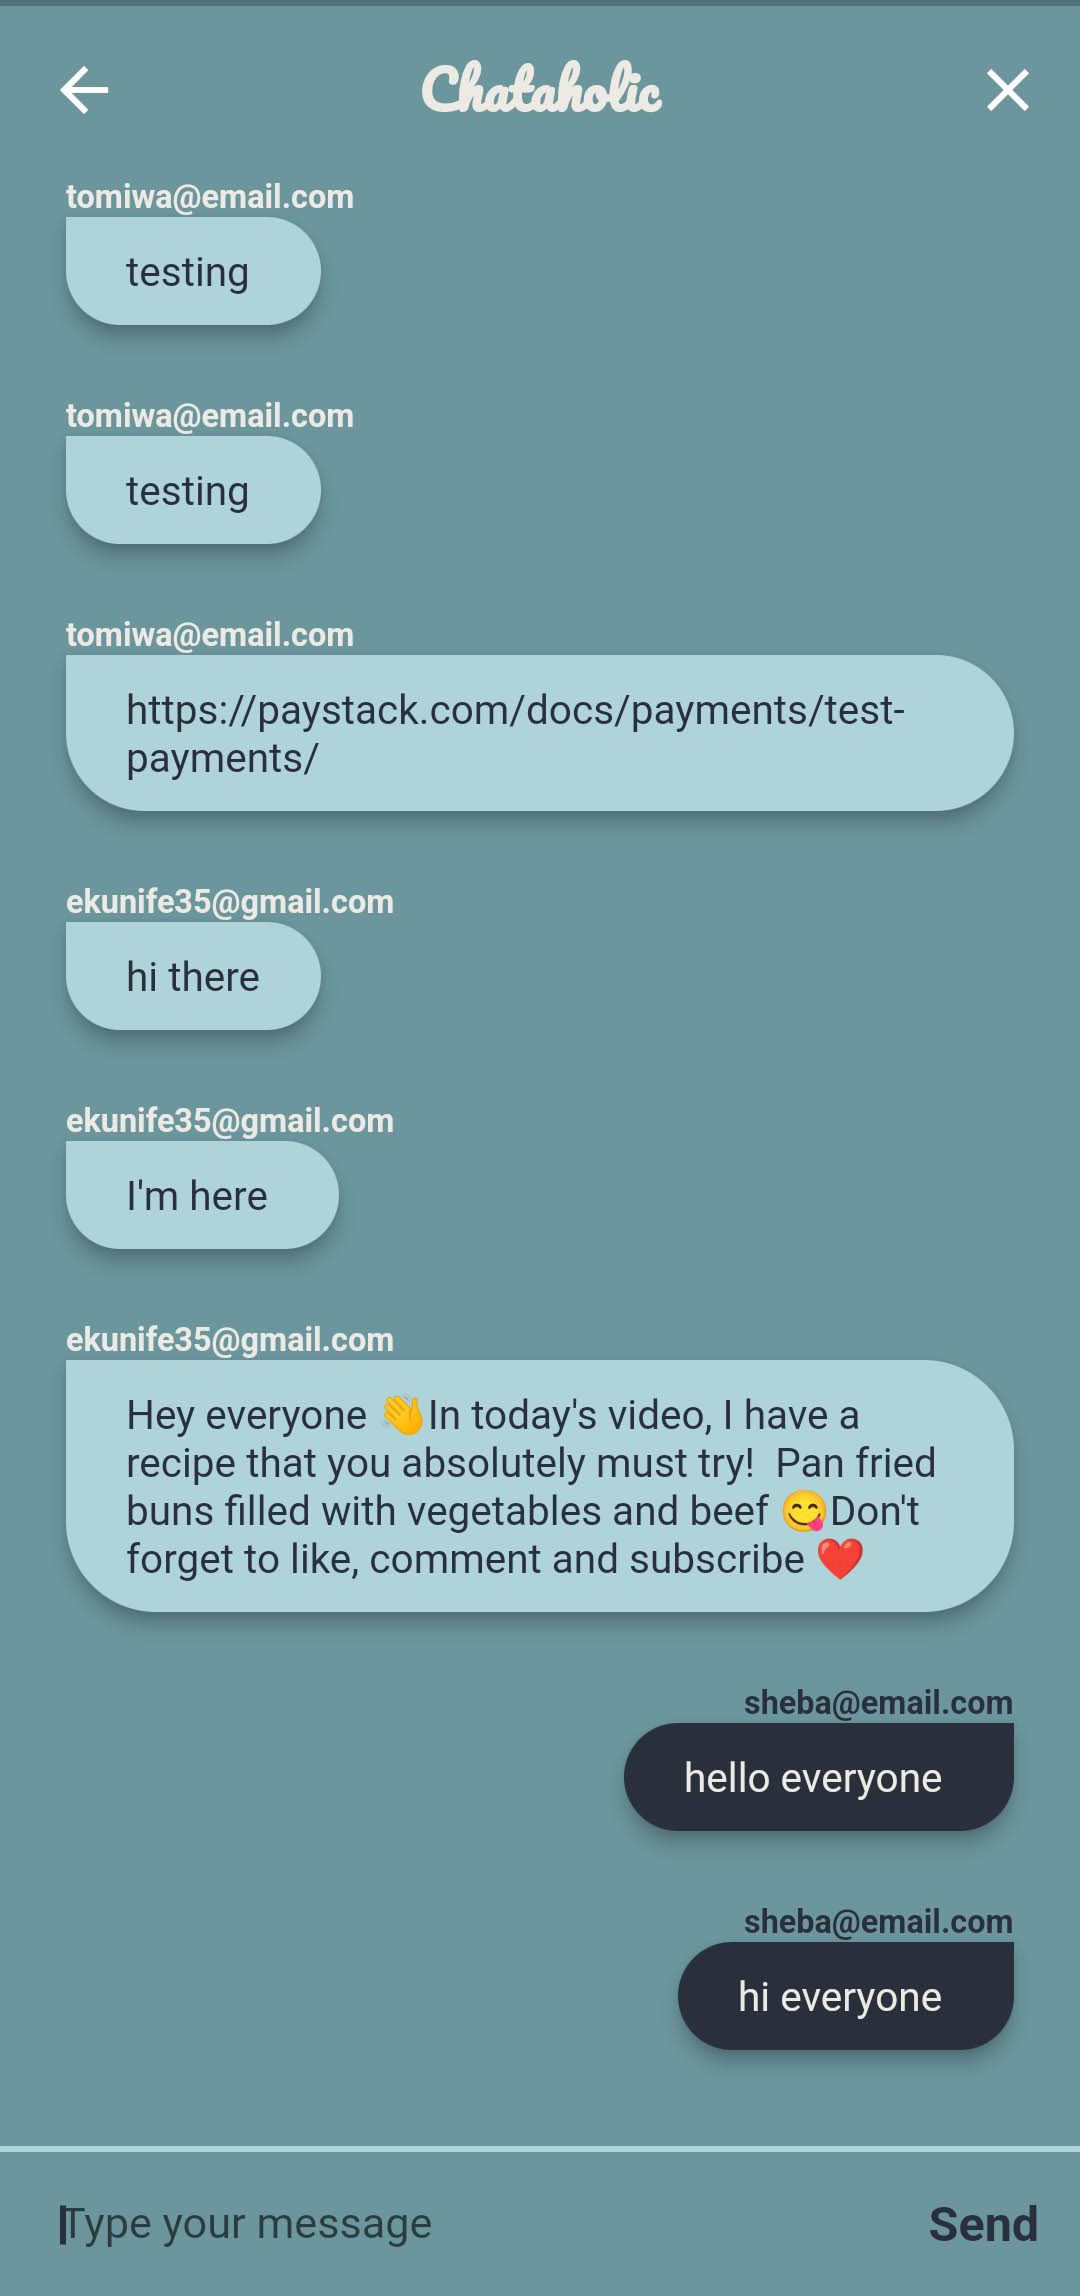 Chataholic
tomiwa@email.com
testing
tomiwa@email.com
testing
tomiwa@email.com
https://paystack.com/docs/payments/test-
payments/
ekunife35@gmail.com
hi there
ekunife35@gmail.com
I'm here
ekunife35@gmail.com
Hey everyone 👋In today's video, I have a
recipe that you absolutely must try!  Pan fried
buns filled with vegetables and beef 😋Don't
forget to like, comment and subscribe ❤️
sheba@email.com
hello everyone
sheba@email.com
hi everyone
Type your message
Send